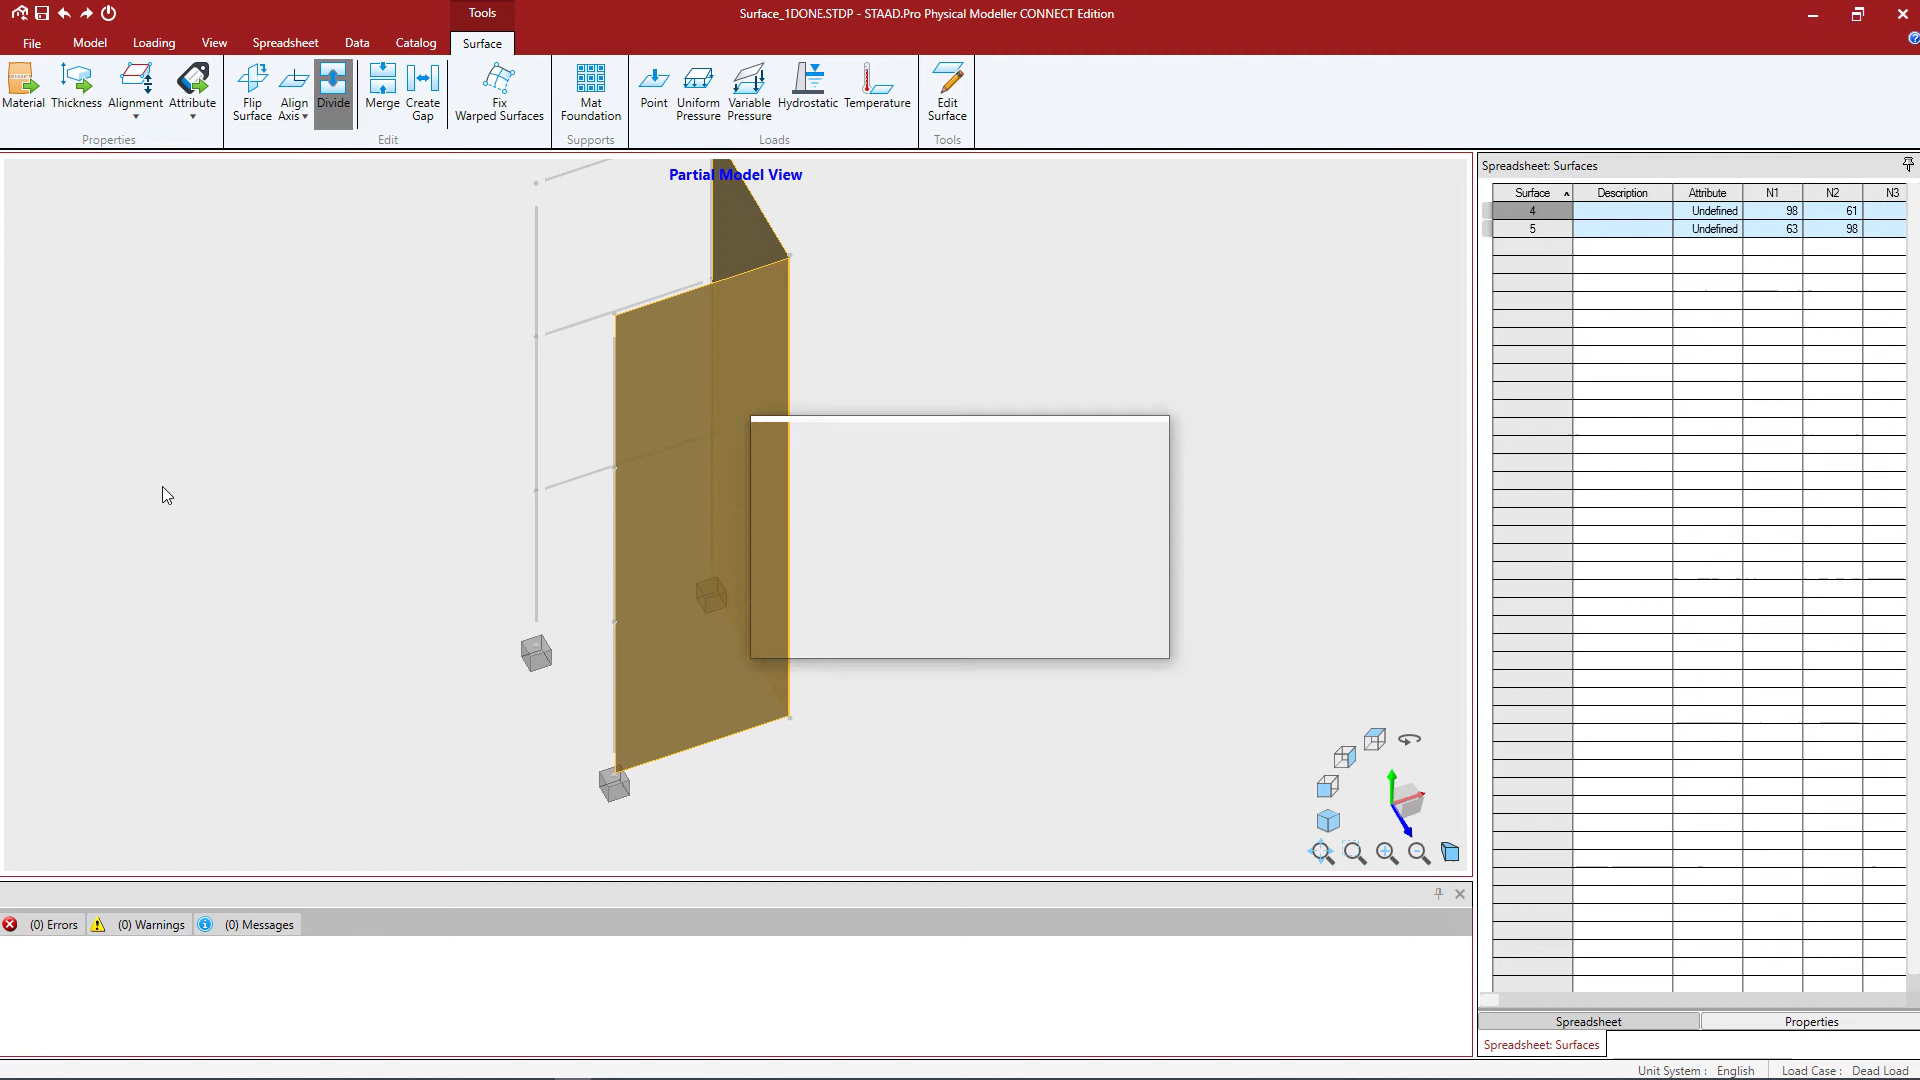 Tools
Surface_1DONE.STDP - STAAD.Pro Physical Modeller CONNECT Edition
File
Model
Loading
View
Spreadsheet
Data
Catalog
Surface
Material
Thickness
Alignment
Attribute
Flip
Surface
Align
Axis
Divide
Merge
Create
Gap
Fix
Warped Surfaces
Mat
Foundation
Point
Uniform
Pressure
Variable
Pressure
Hydrostatic
Temperature
Edit
Surface
Properties
Edit
Supports
Loads
Tools
Partial Model View
Spreadsheet: Surfaces
Surface Description Attribute N1 N2 N3
4 Undefined 98 61
5 Undefined 63 98
(0) Errors
(0) Warnings
(0) Messages
Spreadsheet
Properties
Spreadsheet: Surfaces
Unit System : English
Load Case : Dead Load